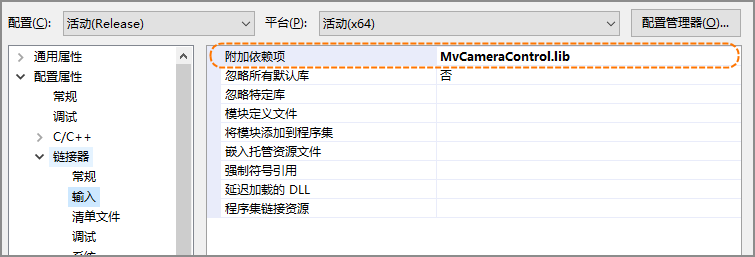 配置(C): 活动(Release) 平台(P): 活动(x64) 配置管理器(O)...
通用属性
配置属性
常规
调试
C/C++
链接器
常规
输入
清单文件
调试
系统
附加依赖项 MvCameraControl.lib
忽略所有默认库 否
忽略特定库
模块定义文件
将模块添加到程序集
嵌入托管资源文件
强制符号引用
延迟加载的 DLL
程序集链接资源